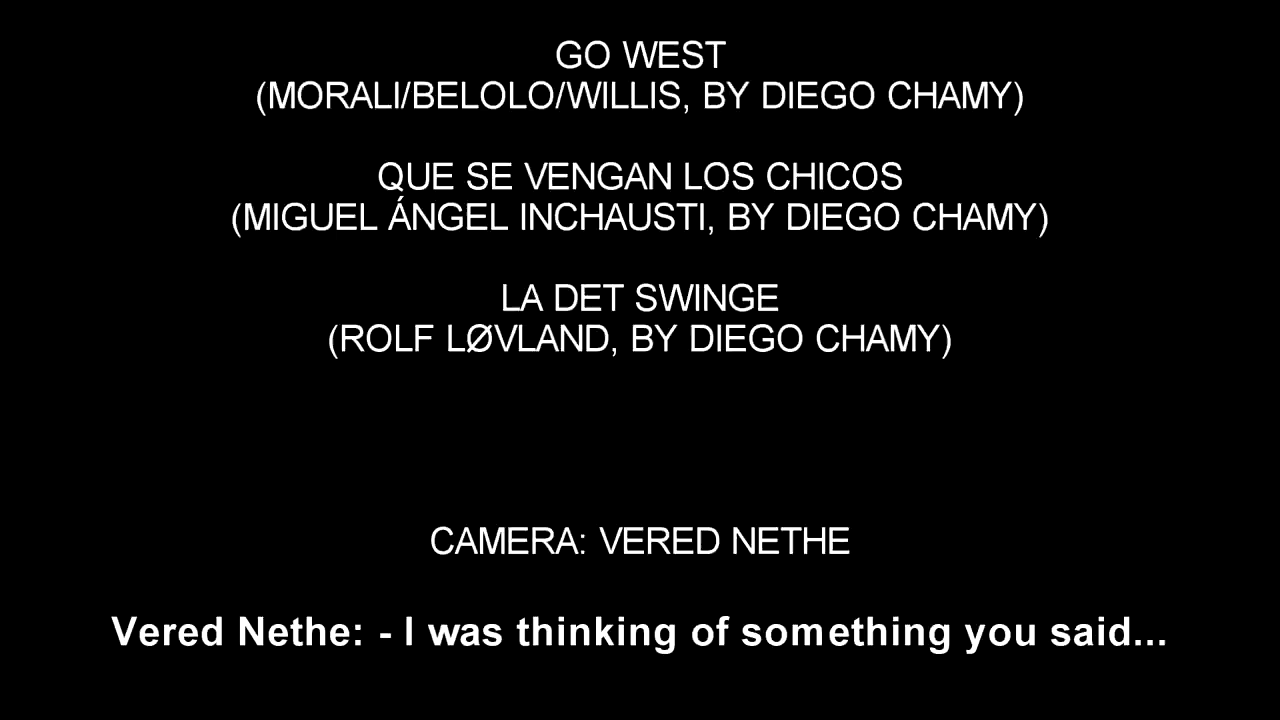 GO WEST
(MORALI/BELOLO/WILLIS, BY DIEGO CHAMY)
QUE SE VENGAN LOS CHICOS
(MIGUEL ÁNGEL INCHAUSTI, BY DIEGO CHAMY)
LA DET SWINGE
(ROLF LØVLAND, BY DIEGO CHAMY)
CAMERA: VERED NETHE
Vered Nethe: - I was thinking of something you said...